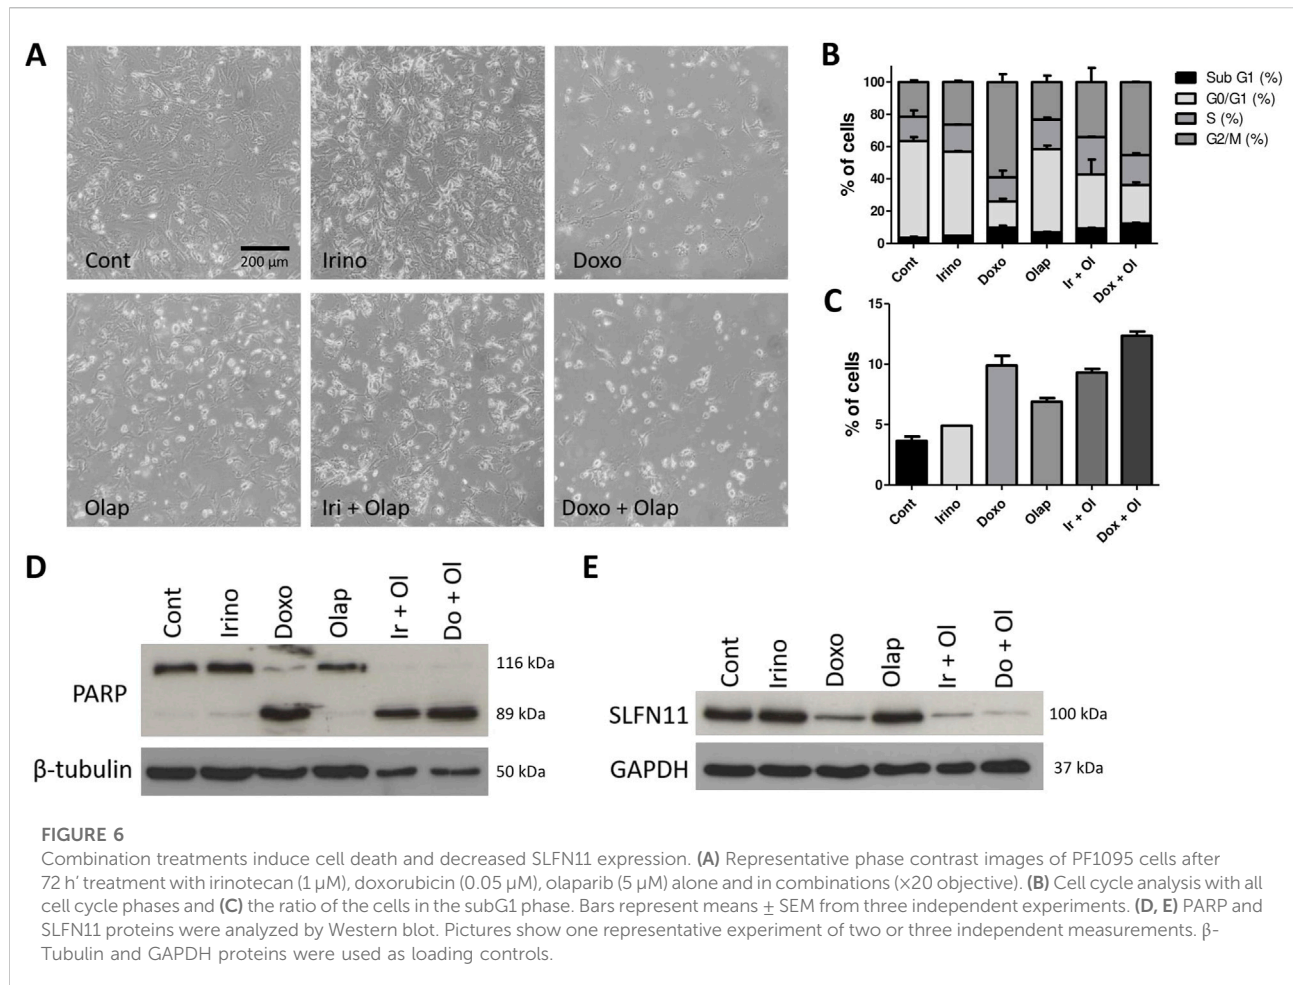 A
Cont
200 µm
Irino
Doxo
Olap
Iri + Olap
Doxo + Olap
B
% of cells
100
80
60
40
20
0
Cont
Irino
Doxo
Olap
Ir + Ol
Dox + Ol
Sub G1 (%)
G0/G1 (%)
S (%)
G2/M (%)
C
% of cells
15
10
5
0
Cont
Irino
Doxo
Olap
Ir + Ol
Dox + Ol
D
Cont
Irino
Doxo
Olap
Ir + Ol
Do + Ol
PARP
116 kDa
89 kDa
β-tubulin
50 kDa
E
Cont
Irino
Doxo
Olap
Ir + Ol
Do + Ol
SLFN11
100 kDa
GAPDH
37 kDa
FIGURE 6
Combination treatments induce cell death and decreased SLFN11 expression. (A) Representative phase contrast images of PF1095 cells after
72 h’ treatment with irinotecan (1 µM), doxorubicin (0.05 µM), olaparib (5 µM) alone and in combinations (×20 objective). (B) Cell cycle analysis with all
cell cycle phases and (C) the ratio of the cells in the subG1 phase. Bars represent means ± SEM from three independent experiments. (D, E) PARP and
SLFN11 proteins were analyzed by Western blot. Pictures show one representative experiment of two or three independent measurements. β-
Tubulin and GAPDH proteins were used as loading controls.